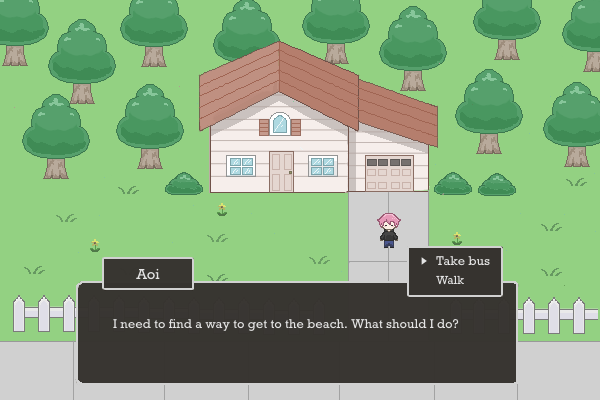 Aoi
I need to find a way to get to the beach. What should I do?
Take bus
Walk